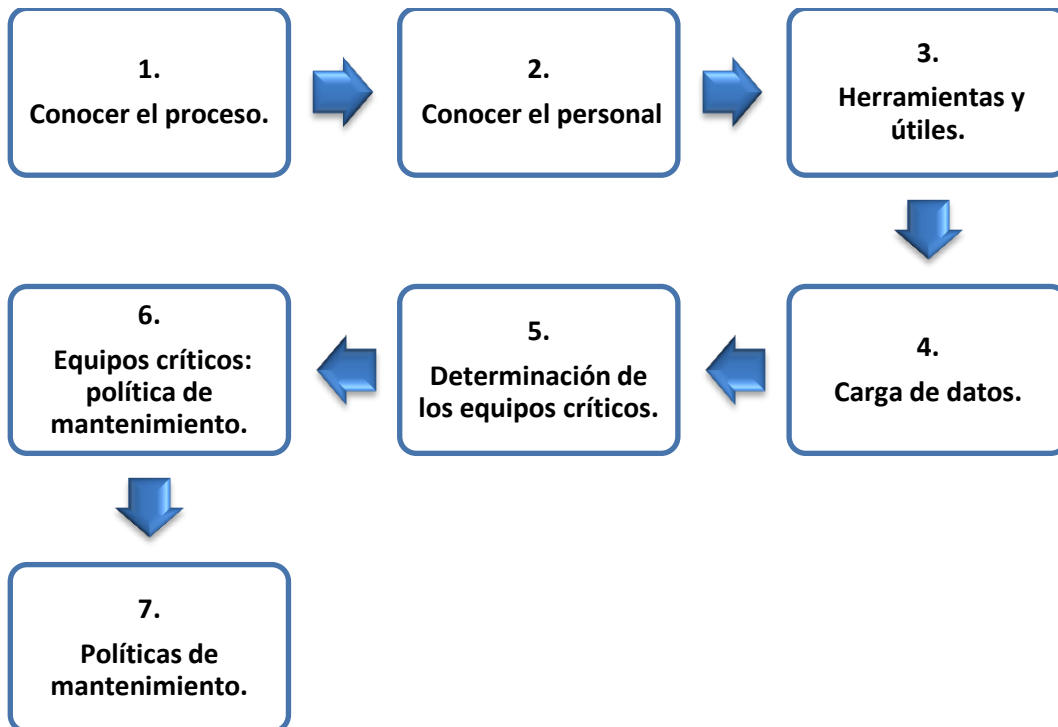 1.
Conocer el proceso.
2.
Conocer el personal
3.
Herramientas y
útiles.
4.
Carga de datos.
5.
Determinación de
los equipos críticos.
6.
Equipos críticos:
política de
mantenimiento.
7.
Políticas de
mantenimiento.